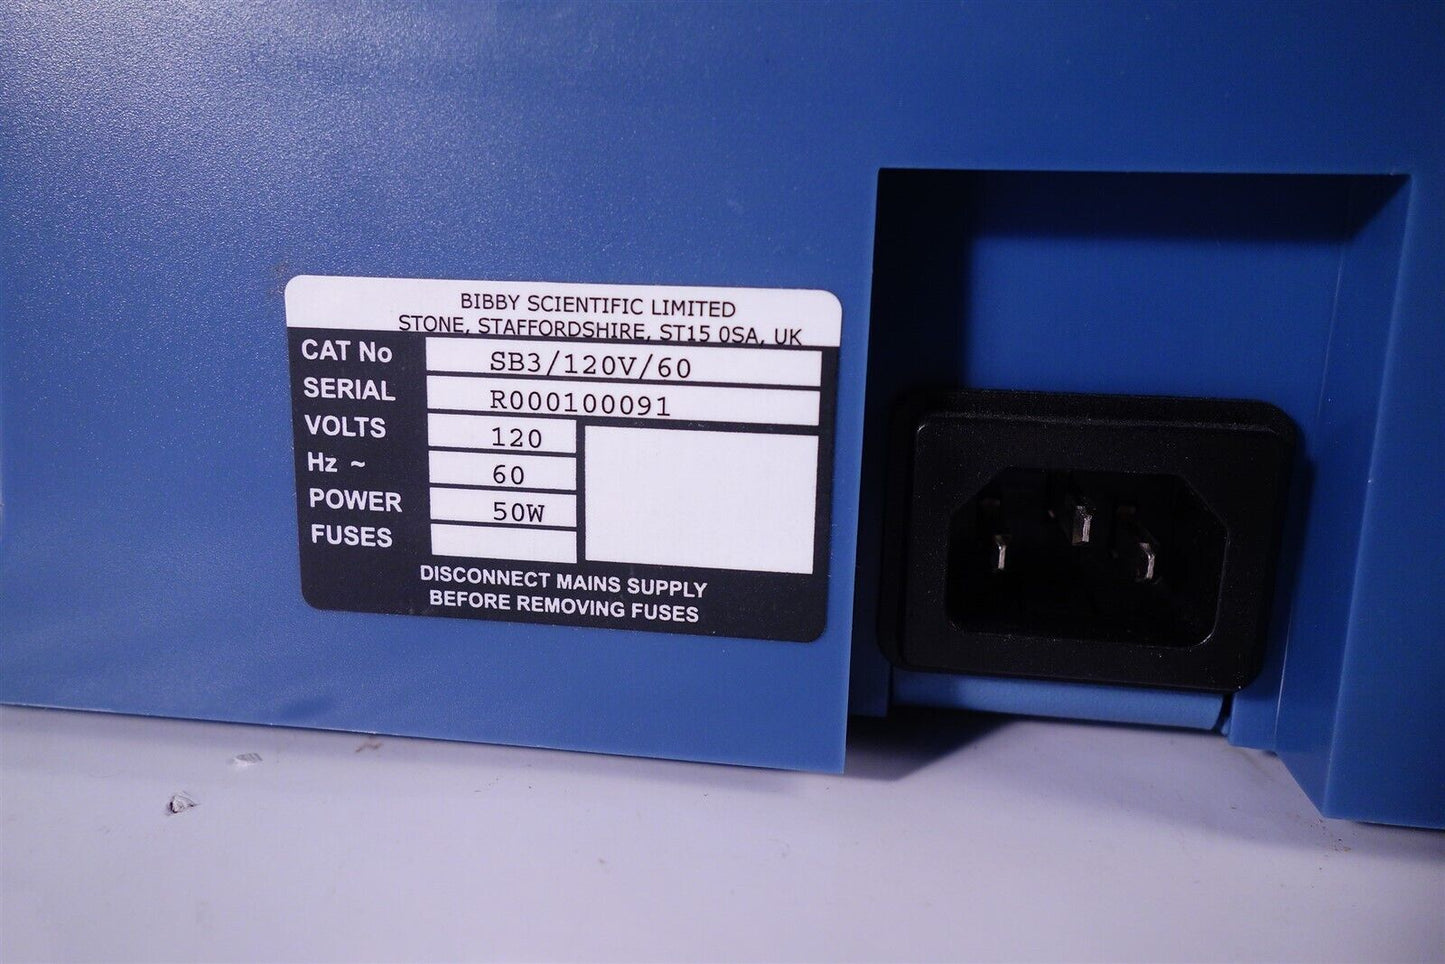 BIBBY SCIENTIFIC LIMITED
STONE, STAFFORDSHIRE, ST15 0SA, UK
CAT No SB3/120V/60
SERIAL R000100091
VOLTS 120
Hz ~ 60
POWER 50W
FUSES
DISCONNECT MAINS SUPPLY
BEFORE REMOVING FUSES